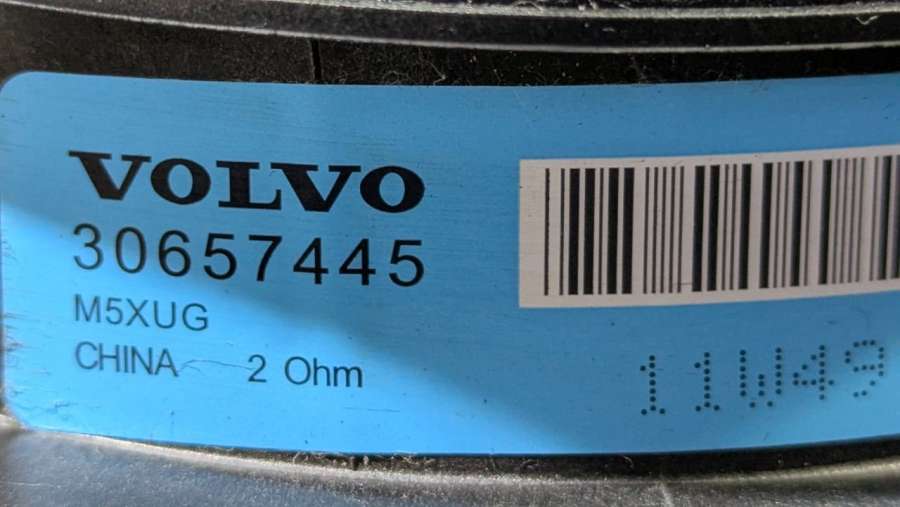 VOLVO
30657445
M5XUG
CHINA 2 Ohm
11W49